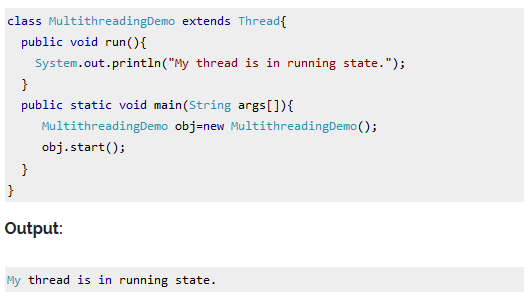 class MultithreadingDemo extends Thread{
  public void run(){
    System.out.println("My thread is in running state.");
  }
  public static void main(String args[]){
     MultithreadingDemo obj=new MultithreadingDemo();
     obj.start();
  }
}
Output:
My thread is in running state.